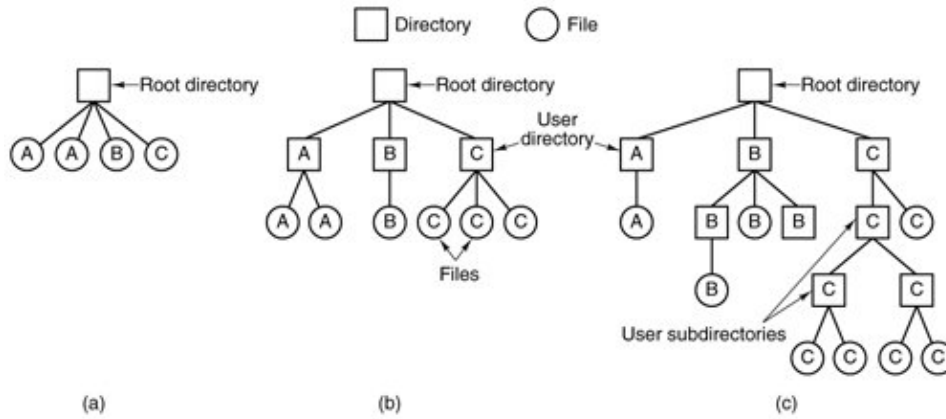 Directory File
Root directory Root directory Root directory
User
directory
A A B C A B C A B C
A A B C C C A B B B C C
Files
B C C
User subdirectories
C C C C
(a) (b) (c)